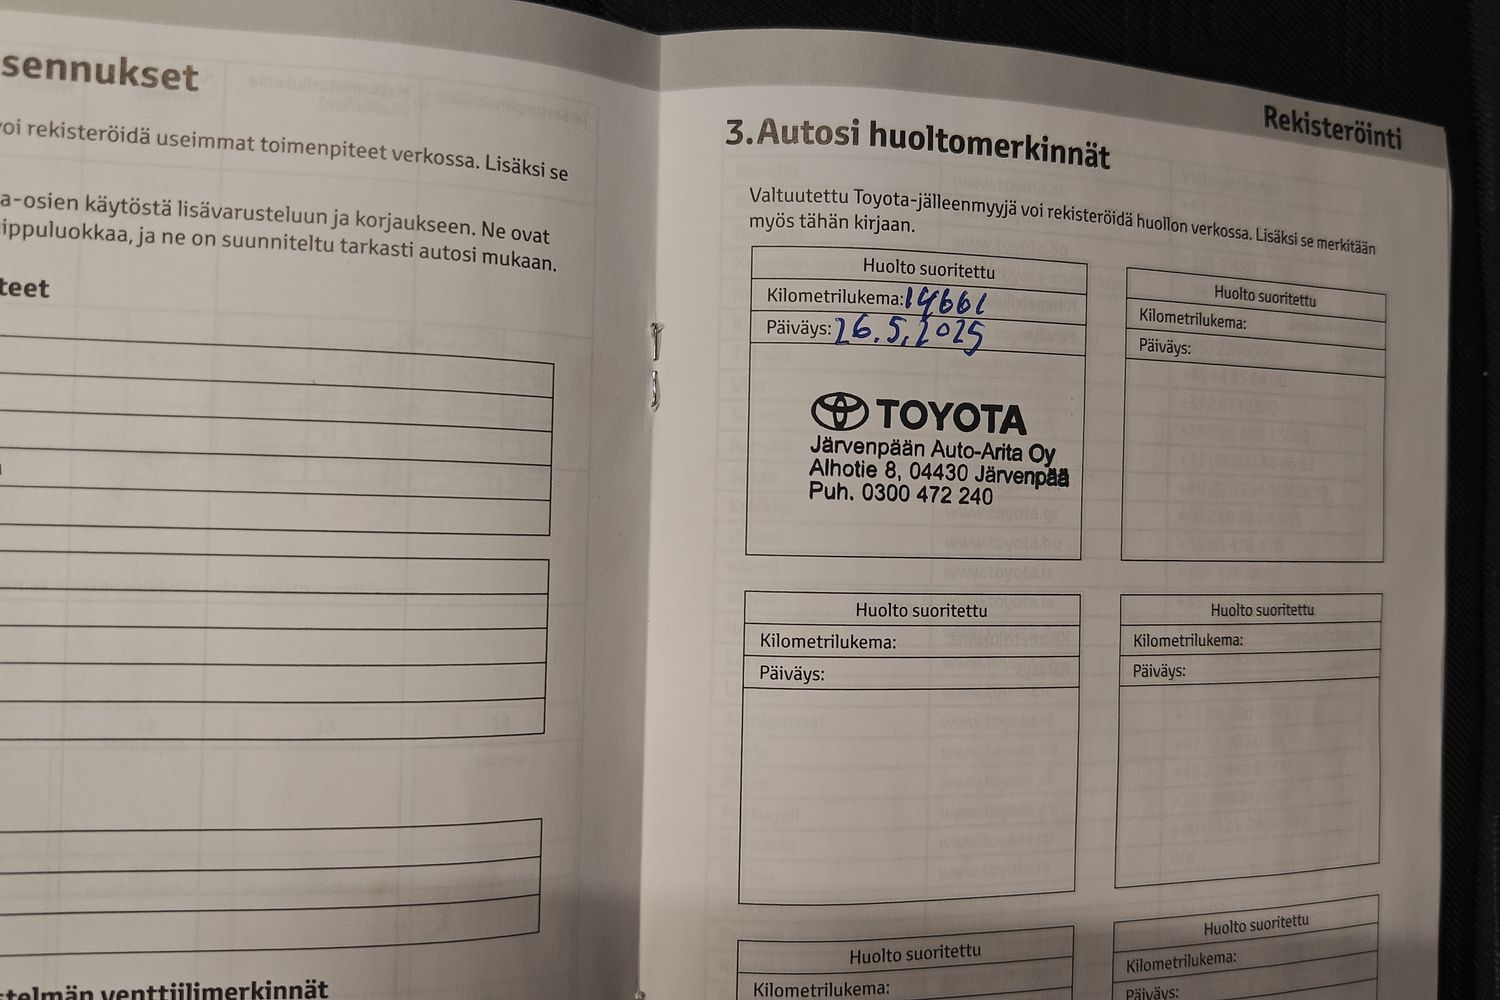 sennukset
voi rekisteröidä useimmat toimenpiteet verkossa. Lisäksi se
a-osien käytöstä lisävarusteluun ja korjaukseen. Ne ovat
ippuluokkaa, ja ne on suunniteltu tarkasti autosi mukaan.
teet
stelmän venttiilimerkinnät
Rekisteröinti
3.Autosi huoltomerkinnät
Valtuutettu Toyota-jälleenmyyjä voi rekisteröidä huollon verkossa. Lisäksi se merkitään
myös tähän kirjaan.
Huolto suoritettu
Kilometrilukema: 14661
Päiväys: 26.5.2025
TOYOTA
Järvenpään Auto-Arita Oy
Alhotie 8, 04430 Järvenpää
Puh. 0300 472 240
Huolto suoritettu
Kilometrilukema:
Päiväys:
Huolto suoritettu
Kilometrilukema:
Päiväys:
Huolto suoritettu
Kilometrilukema:
Päiväys:
Huolto suoritettu
Kilometrilukema:
Huolto suoritettu
Kilometrilukema:
Päiväys: